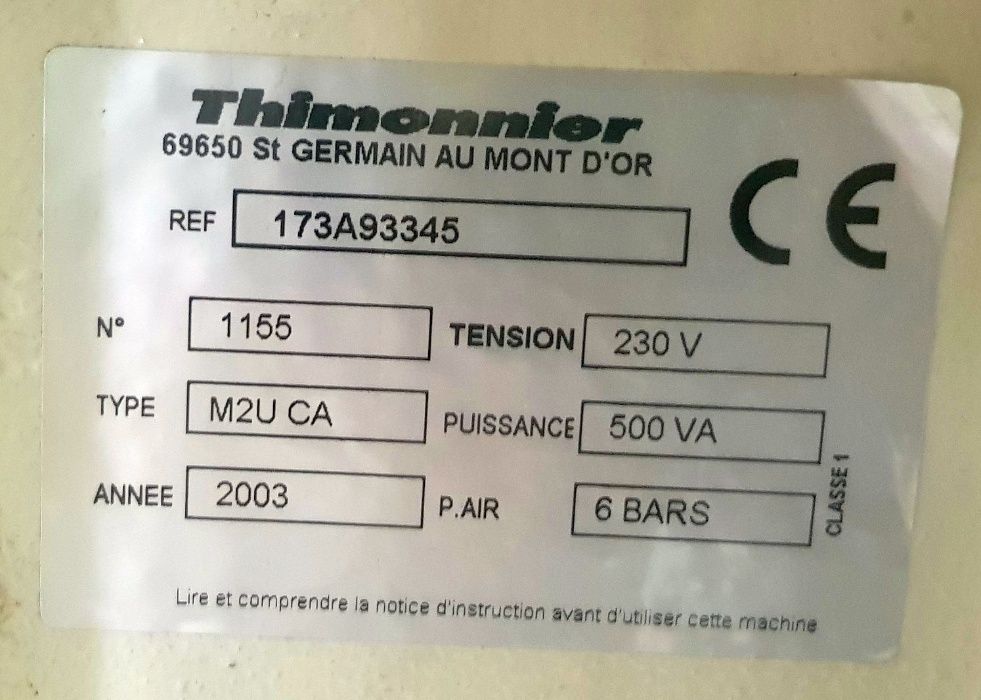 Thimonnier
69650 St GERMAIN AU MONT D'OR
CE
REF 173A93345
N° 1155 TENSION 230 V
TYPE M2U CA PUISSANCE 500 VA
ANNEE 2003 P.AIR 6 BARS
CLASSE 1
Lire et comprendre la notice d'instruction avant d'utiliser cette machine